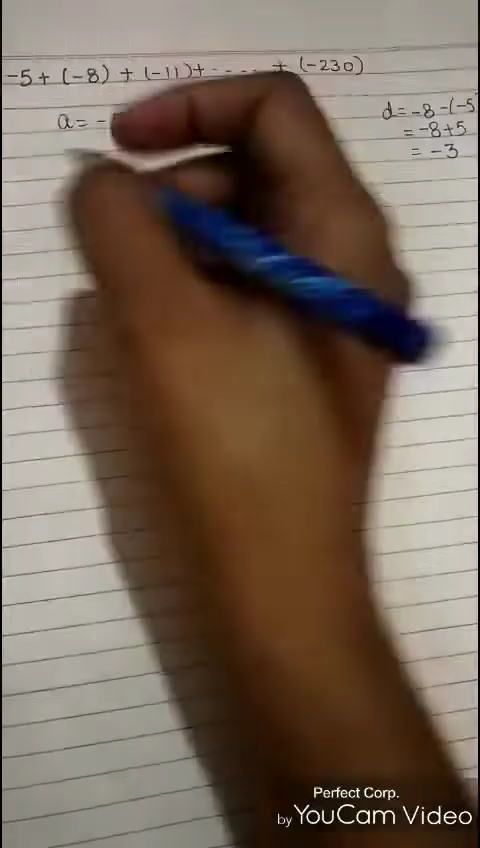 -5 + (-8) + (-11) + ..... + (-230)
a = -
d = -8 - (-5
= -8+5
= -3
Perfect Corp.
by YouCam Video